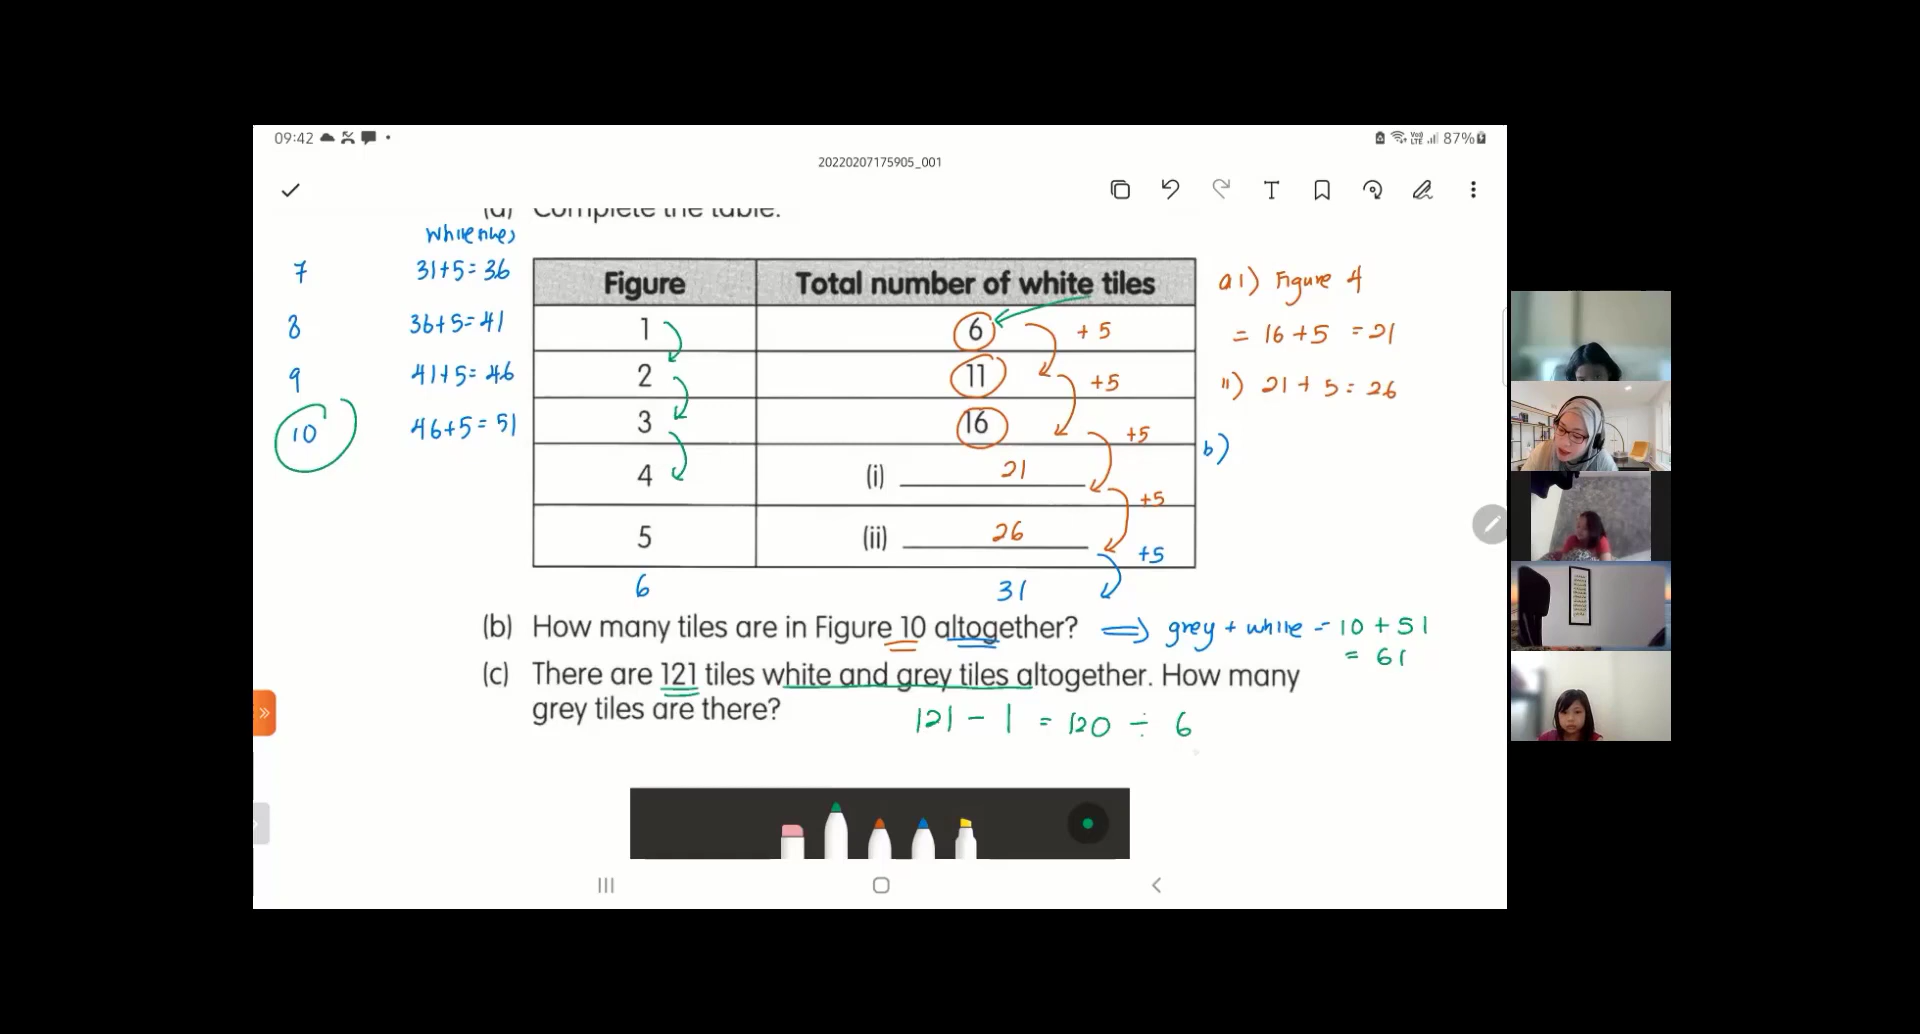 09:42
87%
20220207175905_001
(a) Complete the table.
white tiles
7 31+5=36
8 36+5=41
9 41+5=46
10 46+5=51
Figure Total number of white tiles
1 6 +5
2 11 +5
3 16 +5
4 (i) 21 +5
5 (ii) 26 +5
6 31
a i) Figure 4
= 16+5 =21
ii) 21+5=26
b)
(b) How many tiles are in Figure 10 altogether? ⇒ grey + white = 10 + 51
= 61
(c) There are 121 tiles white and grey tiles altogether. How many
grey tiles are there?
121 - 1 = 120 ÷ 6